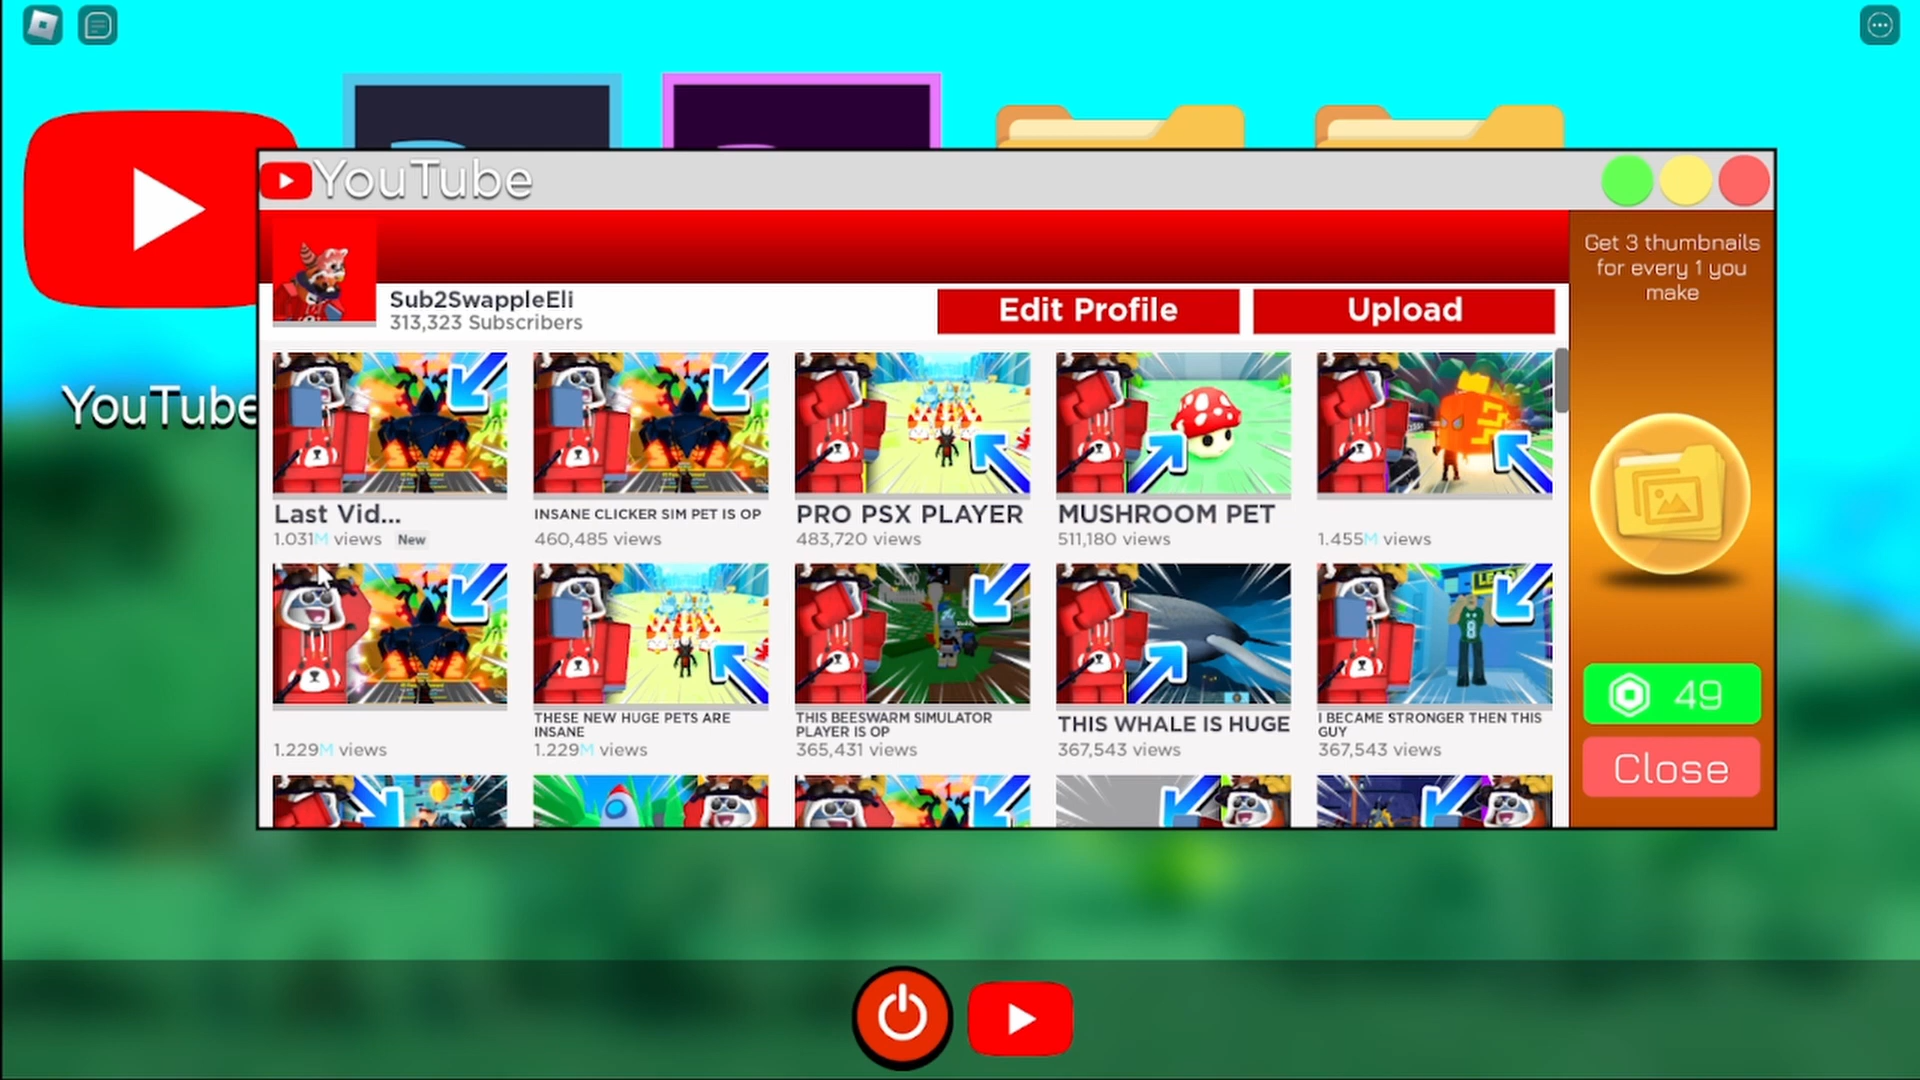 YouTube
Get 3 thumbnails
for every 1 you
make
Sub2SwappleEli
313,323 Subscribers
Edit Profile
Upload
YouTube
Last Vid...
1.031M views New
INSANE CLICKER SIM PET IS OP
460,485 views
PRO PSX PLAYER
483,720 views
MUSHROOM PET
511,180 views
1.455M views
1.229M views
THESE NEW HUGE PETS ARE
INSANE
1.229M views
THIS BEESWARM SIMULATOR
PLAYER IS OP
365,431 views
THIS WHALE IS HUGE
367,543 views
I BECAME STRONGER THEN THIS
GUY
367,543 views
49
Close